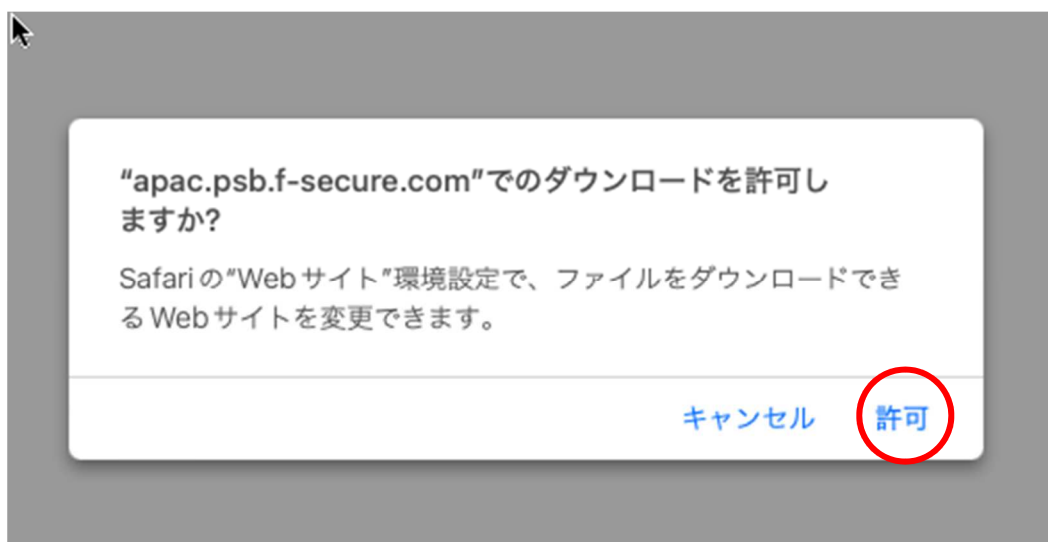 “apac.psb.f-secure.com”でのダウンロードを許可し
ますか?
Safariの“Webサイト”環境設定で、ファイルをダウンロードでき
るWebサイトを変更できます。
キャンセル 許可